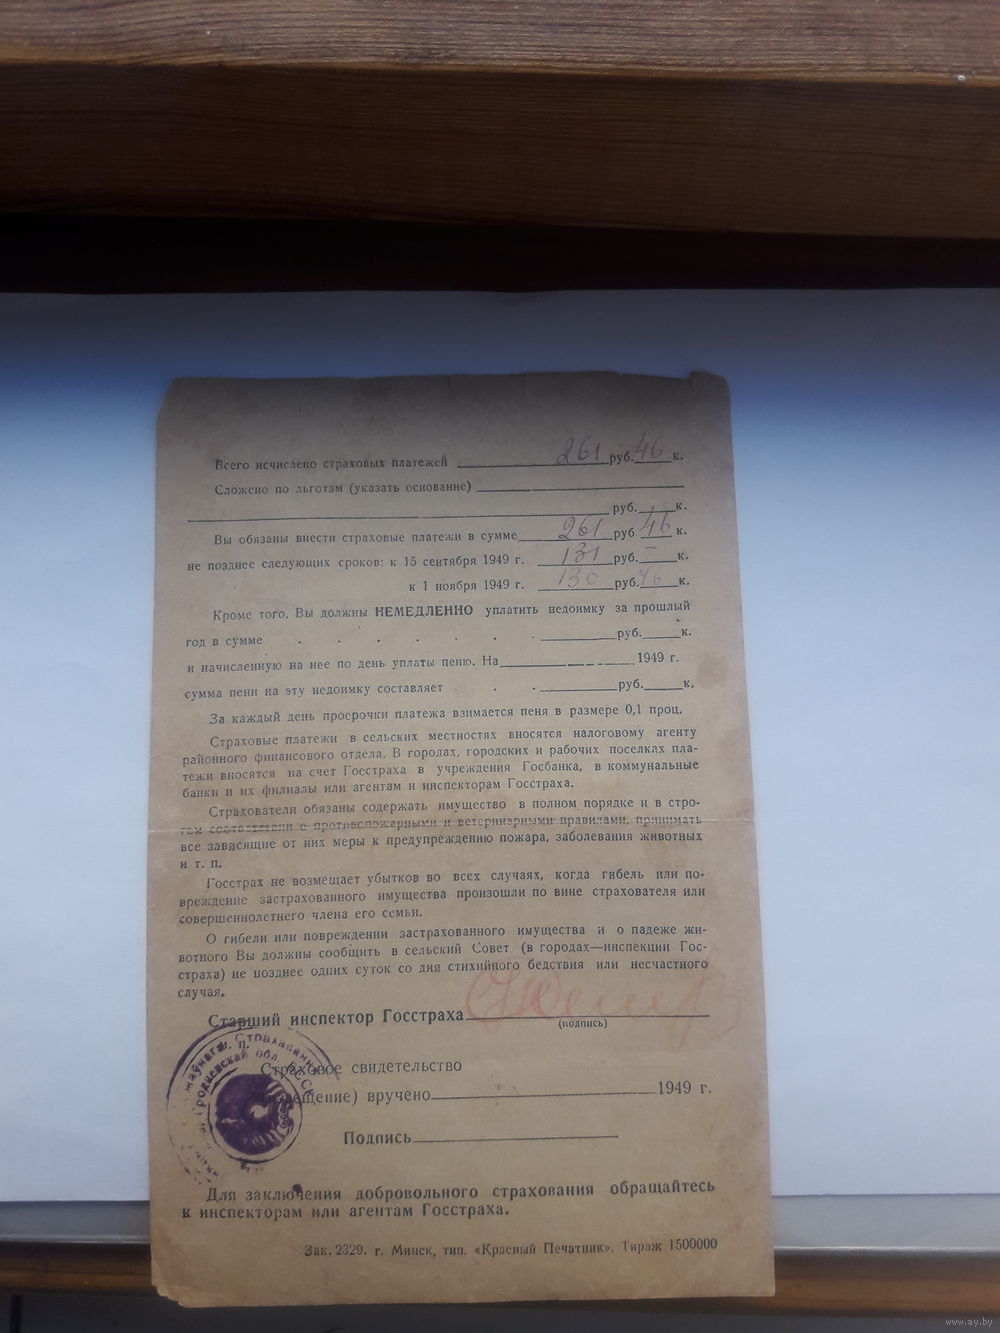 Всего исчислено страховых платежей 261 руб. 46 к.
Сложено по льготам (указать основание)
руб. к.
Вы обязаны внести страховые платежи в сумме 261 руб 46 к.
не позднее следующих сроков: к 15 сентября 1949 г. 131 руб. – к.
к 1 ноября 1949 г. 130 руб. 46 к.
Кроме того, Вы должны НЕМЕДЛЕННО уплатить недоимку за прошлый
год в сумме . . . . . . . руб. к.
и начисленную на нее по день уплаты пеню. На 1949 г.
сумма пени на эту недоимку составляет . . . руб. к.
За каждый день просрочки платежа взимается пеня в размере 0,1 проц.
Страховые платежи в сельских местностях вносятся налоговому агенту
районного финансового отдела. В городах, городских и рабочих поселках пла-
тежи вносятся на счет Госстраха в учреждения Госбанка, в коммунальные
банки и их филиалы или агентам и инспекторам Госстраха.
Страхователи обязаны содержать имущество в полном порядке и в стро-
гом соответствии с противопожарными и ветеринарными правилами, принимать
все зависящие от них меры к предупреждению пожара, заболевания животных
и т. п.
Госстрах не возмещает убытков во всех случаях, когда гибель или по-
вреждение застрахованного имущества произошли по вине страхователя или
совершеннолетнего члена его семьи.
О гибели или повреждении застрахованного имущества и о падеже жи-
вотного Вы должны сообщить в сельский Совет (в городах—инспекции Гос-
страха) не позднее одних суток со дня стихийного бедствия или несчастного
случая.
Старший инспектор Госстраха
(подпись)
п.
Страховое свидетельство
вручено 1949 г.
Подпись
Для заключения добровольного страхования обращайтесь
к инспекторам или агентам Госстраха.
Зак. 2329. г. Минск, тип. «Красный Печатник». Тираж 1500000
www.ay.by